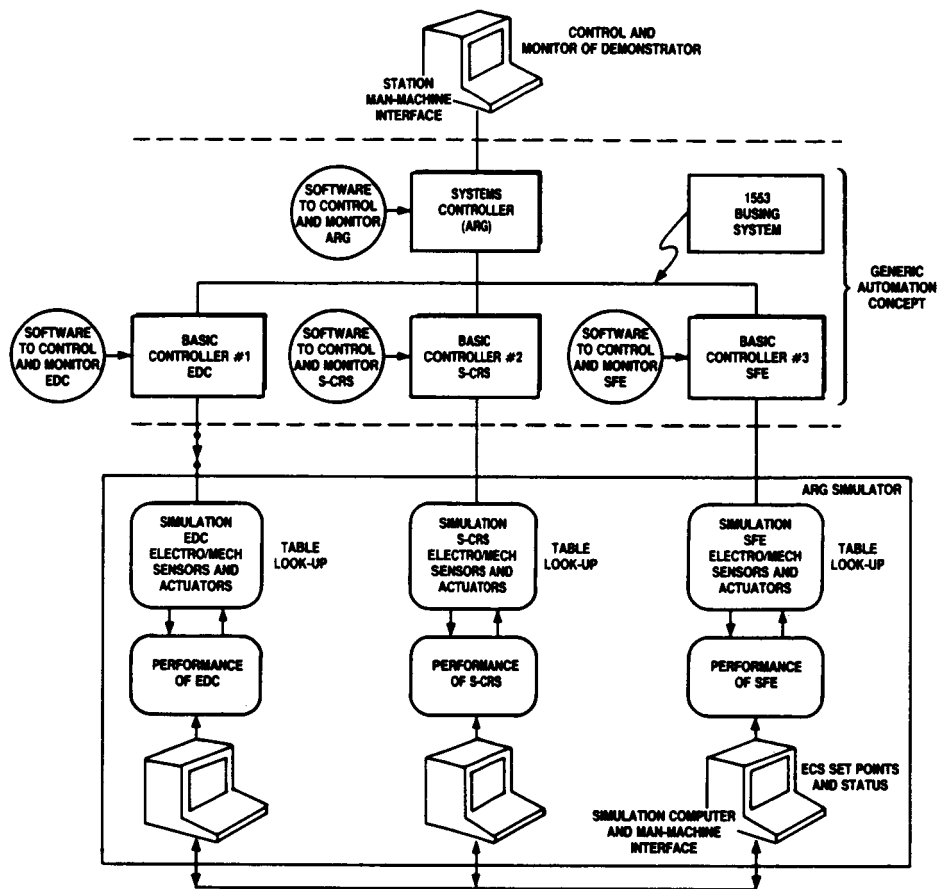 CONTROL AND
MONITOR OF DEMONSTRATOR
STATION
MAN-MACHINE
INTERFACE
SOFTWARE
TO CONTROL
AND MONITOR
ARG
SYSTEMS
CONTROLLER
(ARG)
1553
BUSING
SYSTEM
GENERIC
AUTOMATION
CONCEPT
SOFTWARE
TO CONTROL
AND MONITOR
EDC
BASIC
CONTROLLER #1
EDC
SOFTWARE
TO CONTROL
AND MONITOR
S-CRS
BASIC
CONTROLLER #2
S-CRS
SOFTWARE
TO CONTROL
AND MONITOR
SFE
BASIC
CONTROLLER #3
SFE
ARG SIMULATOR
SIMULATION
EDC
ELECTRO/MECH
SENSORS AND
ACTUATORS
TABLE
LOOK-UP
SIMULATION
S-CRS
ELECTRO/MECH
SENSORS AND
ACTUATORS
TABLE
LOOK-UP
SIMULATION
SFE
ELECTRO/MECH
SENSORS AND
ACTUATORS
TABLE
LOOK-UP
PERFORMANCE
OF EDC
PERFORMANCE
OF S-CRS
PERFORMANCE
OF SFE
ECS SET POINTS
AND STATUS
SIMULATION COMPUTER
AND MAN-MACHINE
INTERFACE